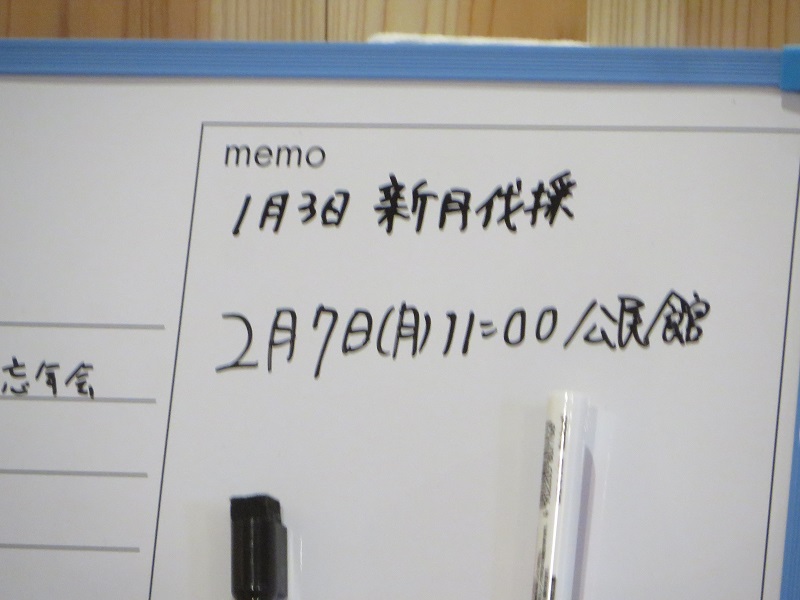 memo
1月3日 新月伐採
2月7日(月)11=00 公民館
忘年会